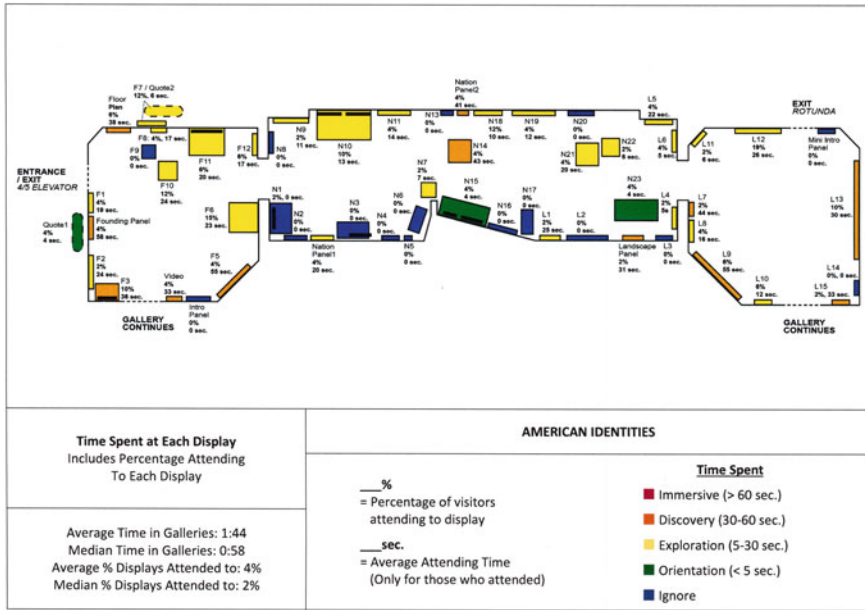 Floor
Plan
6%
38 sec.
F7 / Quote2
12%, 6 sec.
F8: 4%, 17 sec.
F9
0%
0 sec.
F10
12%
24 sec.
F11
6%
20 sec.
F12
6%
17 sec.
ENTRANCE
/ EXIT
4/5 ELEVATOR
F1
4%
19 sec.
Quote1
4%
4 sec.
Founding Panel
4%
58 sec.
F2
2%
24 sec.
F3
10%
36 sec.
Video
4%
33 sec.
Intro
Panel
0%
0 sec.
F5
4%
55 sec.
F6
15%
23 sec.
GALLERY
CONTINUES
N8
0%
0 sec.
N9
2%
11 sec.
N10
10%
13 sec.
N11
4%
14 sec.
N13
0%
0 sec.
Nation
Panel2
4%
41 sec.
N14
4%
43 sec.
N18
12%
10 sec.
N19
4%
12 sec.
N20
0%
0 sec.
N21
4%
20 sec.
N22
2%
6 sec.
N1
2%, 0 sec.
N2
0%
0 sec.
Nation
Panel1
4%
20 sec.
N3
0%
0 sec.
N4
0%
0 sec.
N5
0%
0 sec.
N6
0%
0 sec.
N7
2%
7 sec.
N15
4%
4 sec.
N16
0%
0 sec.
N17
0%
0 sec.
N23
4%
4 sec.
L1
2%
25 sec.
L2
0%
0 sec.
Landscape
Panel
2%
31 sec.
L3
0%
0 sec.
L4
2%
5s
L5
4%
22 sec.
L6
4%
5 sec.
L7
2%
44 sec.
L8
4%
16 sec.
L9
6%
55 sec.
L10
6%
12 sec.
L11
2%
6 sec.
L12
19%
26 sec.
EXIT
ROTUNDA
Mini Intro
Panel
0%
0 sec.
L13
10%
30 sec.
L14
0%, 0 sec.
L15
2%, 33 sec.
GALLERY
CONTINUES
Time Spent at Each Display
Includes Percentage Attending
To Each Display
Average Time in Galleries: 1:44
Median Time in Galleries: 0:58
Average % Displays Attended to: 4%
Median % Displays Attended to: 2%
AMERICAN IDENTITIES
___%
= Percentage of visitors
attending to display
___sec.
= Average Attending Time
(Only for those who attended)
Time Spent
Immersive (> 60 sec.)
Discovery (30-60 sec.)
Exploration (5-30 sec.)
Orientation (< 5 sec.)
Ignore